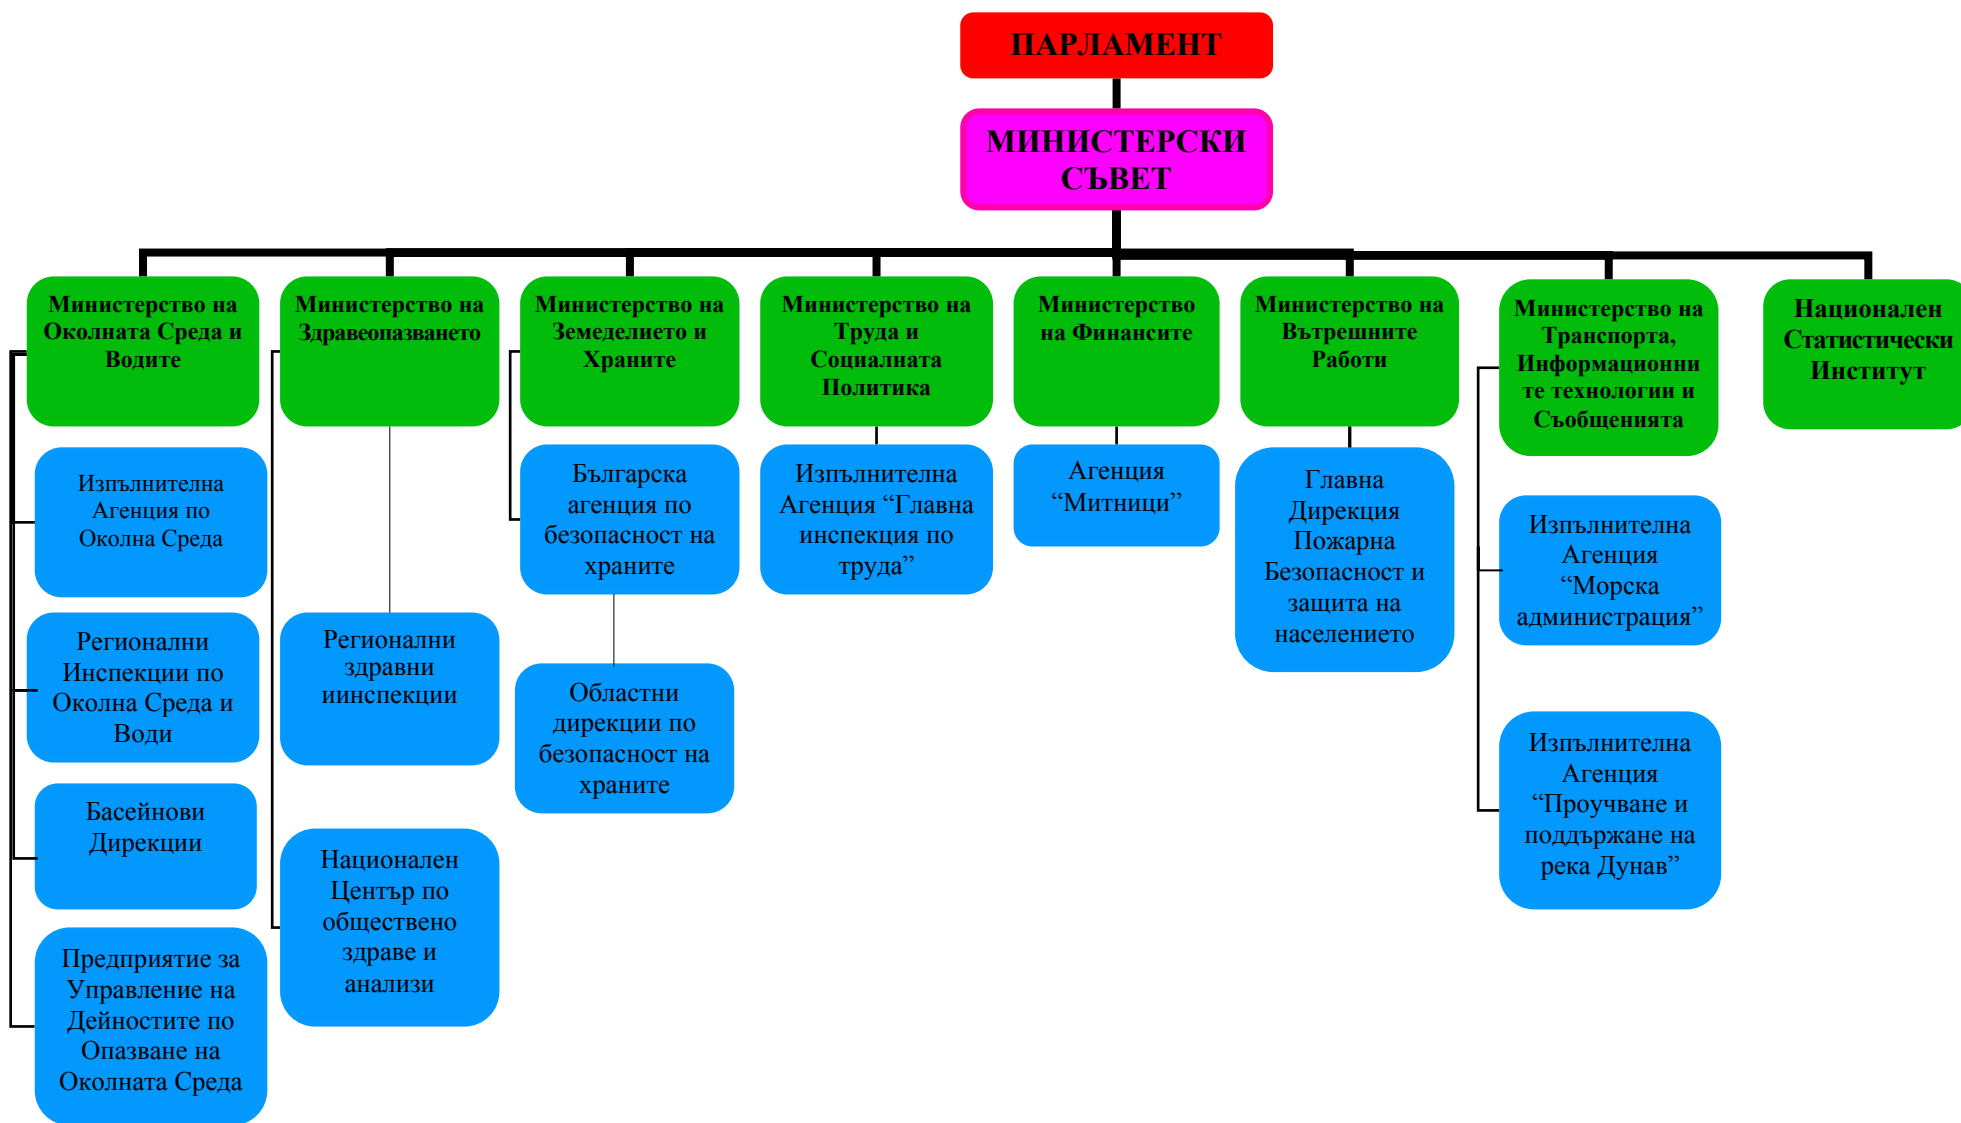 ПАРЛАМЕНТ
МИНИСТЕРСКИ
СЪВЕТ
Министерство на
Околната Среда и
Водите
Министерство на
Здравеопазването
Министерство на
Земеделието и
Храните
Министерство на
Труда и
Социалната
Политика
Министерство
на Финансите
Министерство на
Вътрешните
Работи
Министерство на
Транспорта,
Информационни
те технологии и
Съобщенията
Национален
Статистически
Институт
Изпълнителна
Агенция по
Околна Среда
Българска
агенция по
безопасност на
храните
Изпълнителна
Агенция “Главна
инспекция по
труда”
Агенция
“Митници”
Главна
Дирекция
Пожарна
Безопасност и
защита на
населението
Изпълнителна
Агенция
“Морска
администрация”
Регионални
Инспекции по
Околна Среда и
Води
Регионални
здравни
иинспекции
Областни
дирекции по
безопасност на
храните
Изпълнителна
Агенция
“Проучване и
поддържане на
река Дунав”
Басейнови
Дирекции
Национален
Център по
обществено
здраве и
анализи
Предприятие за
Управление на
Дейностите по
Опазване на
Околната Среда